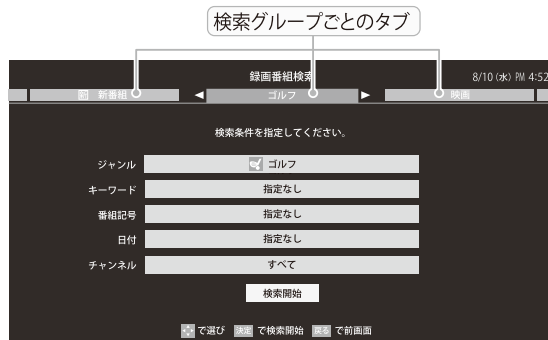 検索グループごとのタブ
録画番組検索 8/10(水) PM 4:52
新番組 ゴルフ 映画
検索条件を指定してください。
ジャンル ゴルフ
キーワード 指定なし
番組記号 指定なし
日付 指定なし
チャンネル すべて
検索開始
で選び 決定 で検索開始 戻る で前画面